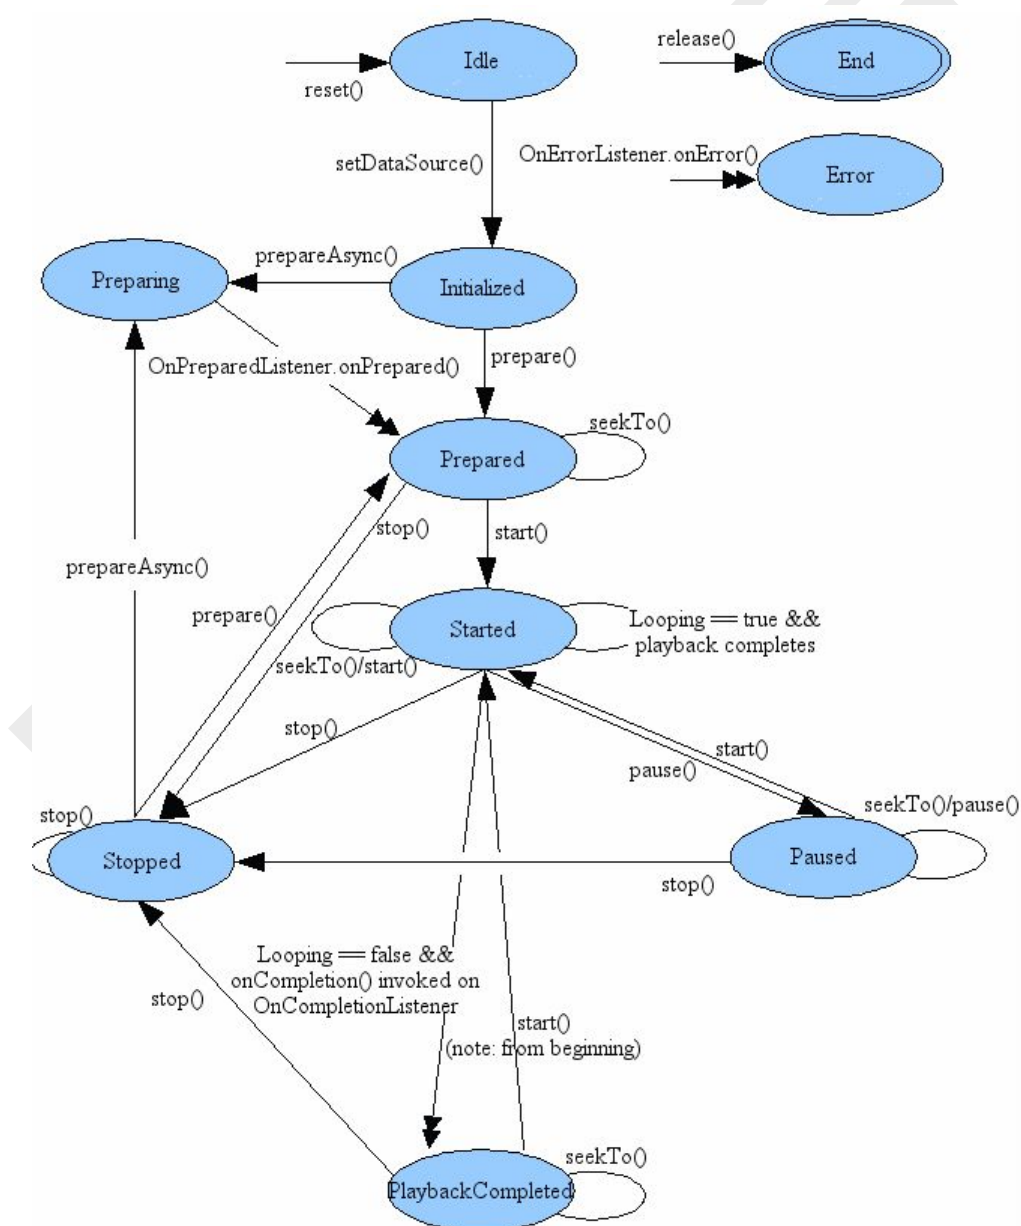 Idle
release()
End
reset()
OnErrorListener.onError()
setDataSource()
Error
prepareAsync()
Preparing
Initialized
prepare()
OnPreparedListener.onPrepared()
seekTo()
Prepared
stop()
start()
prepareAsync()
prepare()
Started
Looping == true &&
playback completes
seekTo()/start()
stop()
start()
pause()
stop()
seekTo()/pause()
Stopped
Paused
stop()
Looping == false &&
onCompletion() invoked on
OnCompletionListener
stop()
start()
(note: from beginning)
seekTo()
PlaybackCompleted